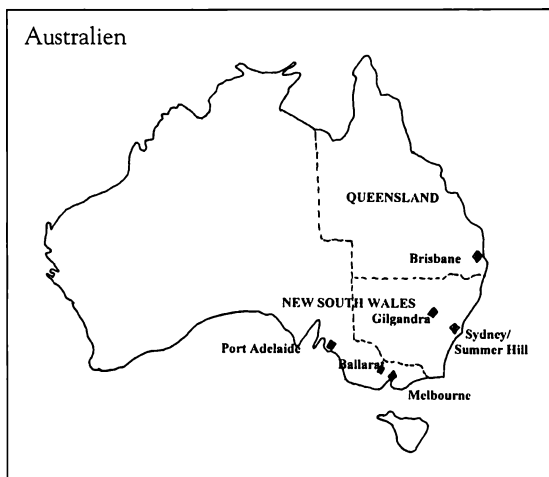 Australien
QUEENSLAND
Brisbane
NEW SOUTH WALES
Gilgandra
Sydney/
Summer Hill
Port Adelaide
Ballarat
Melbourne